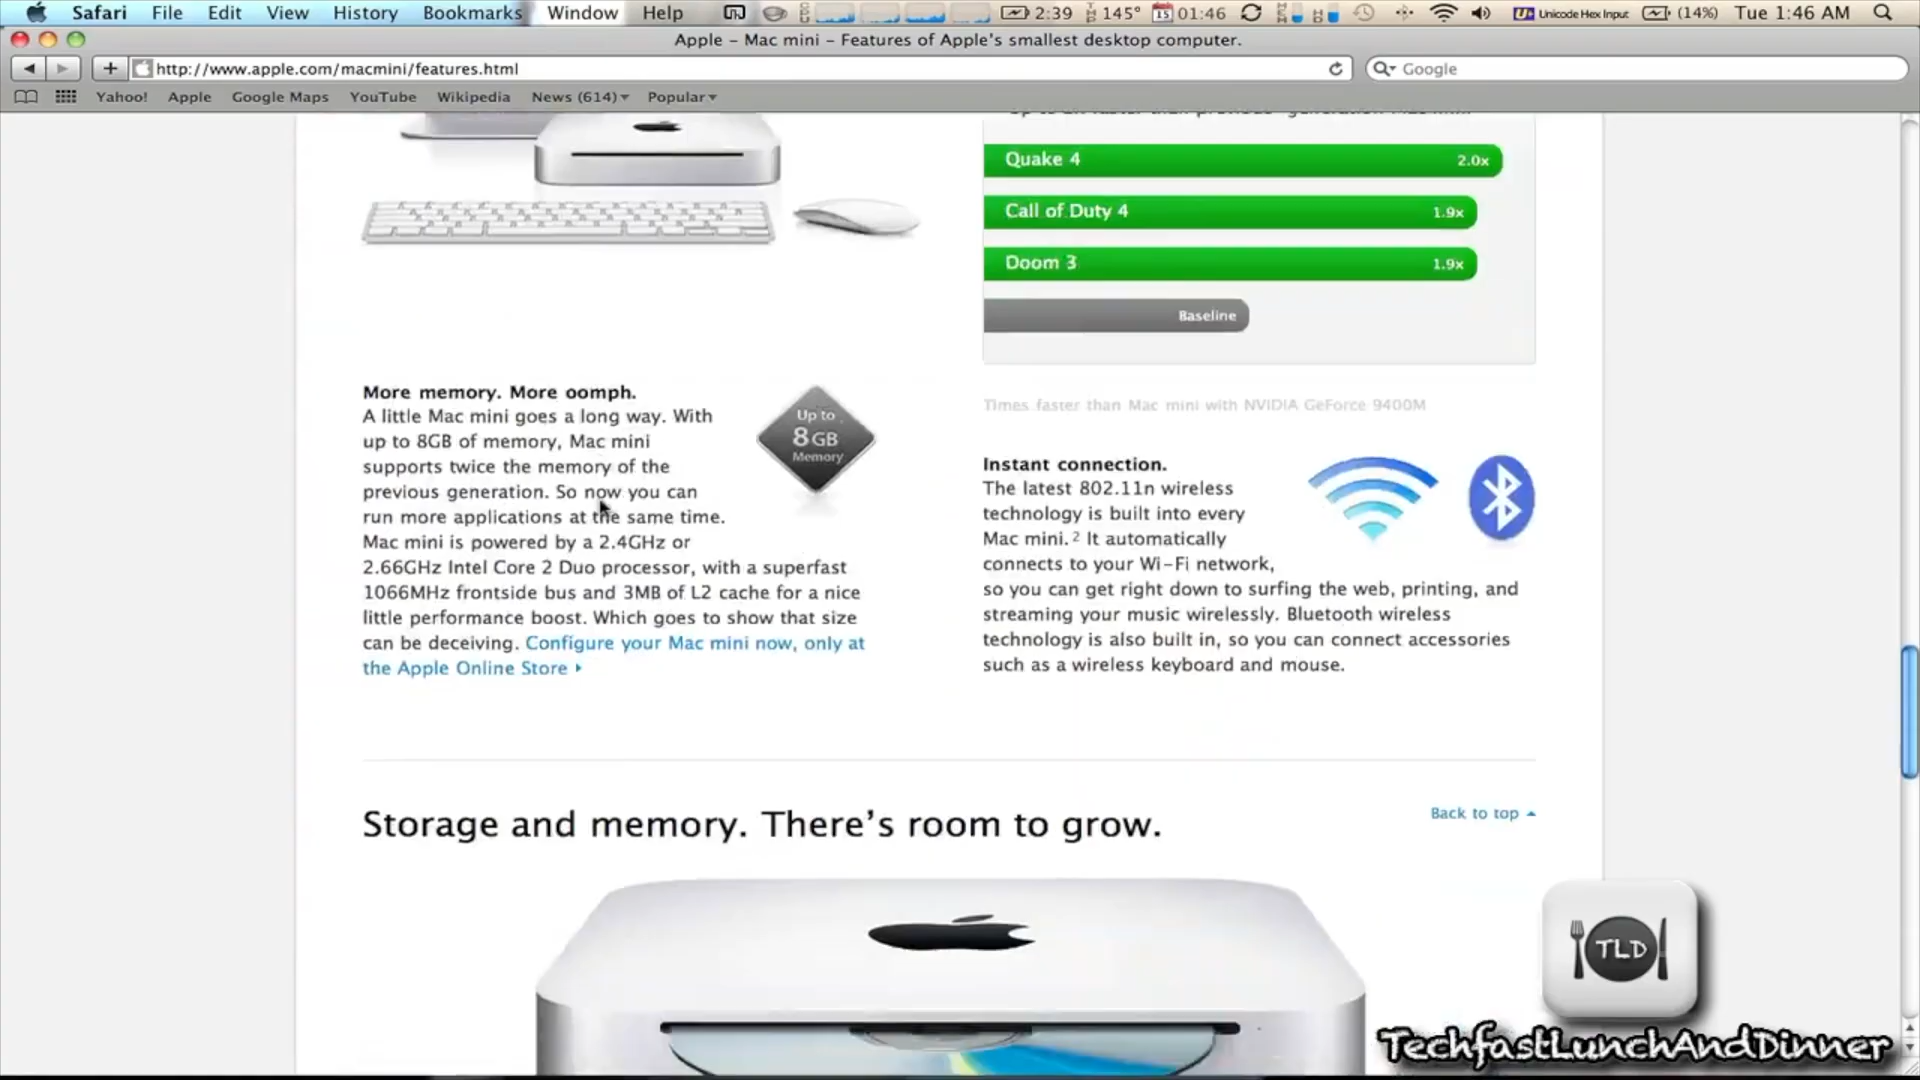 Safari File Edit View History Bookmarks Window Help 2:39 145° 15 01:46 Unicode Hex Input (14%) Tue 1:46 AM
Apple – Mac mini – Features of Apple's smallest desktop computer.
http://www.apple.com/macmini/features.html
Google
Yahoo! Apple Google Maps YouTube Wikipedia News (614) Popular
Quake 4 2.0x
Call of Duty 4 1.9x
Doom 3 1.9x
Baseline
Times faster than Mac mini with NVIDIA GeForce 9400M
More memory. More oomph.
A little Mac mini goes a long way. With
up to 8GB of memory, Mac mini
supports twice the memory of the
previous generation. So now you can
run more applications at the same time.
Mac mini is powered by a 2.4GHz or
2.66GHz Intel Core 2 Duo processor, with a superfast
1066MHz frontside bus and 3MB of L2 cache for a nice
little performance boost. Which goes to show that size
can be deceiving. Configure your Mac mini now, only at
the Apple Online Store
Up to
8GB
Memory
Instant connection.
The latest 802.11n wireless
technology is built into every
Mac mini.² It automatically
connects to your Wi-Fi network,
so you can get right down to surfing the web, printing, and
streaming your music wirelessly. Bluetooth wireless
technology is also built in, so you can connect accessories
such as a wireless keyboard and mouse.
Storage and memory. There's room to grow.
Back to top
TLD
TechfastLunchAndDinner